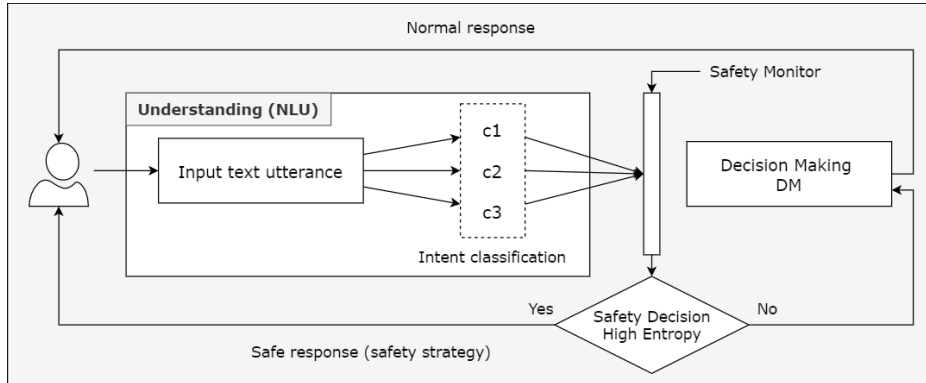 Normal response
Safety Monitor
Understanding (NLU)
Input text utterance
c1
c2
c3
Intent classification
Decision Making
DM
Yes
Safety Decision
High Entropy
No
Safe response (safety strategy)